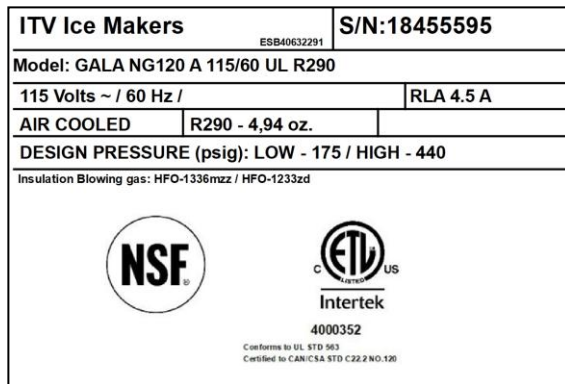 ITV Ice Makers
ESB40632291
S/N:18455595
Model: GALA NG120 A 115/60 UL R290
115 Volts ~ / 60 Hz /
RLA 4.5 A
AIR COOLED
R290 - 4,94 oz.
DESIGN PRESSURE (psig): LOW - 175 / HIGH - 440
Insulation Blowing gas: HFO-1336mzz / HFO-1233zd
NSF®
C ETL US
LISTED
Intertek
4000352
Conforms to UL STD 563
Certified to CAN/CSA STD C22.2 NO.120